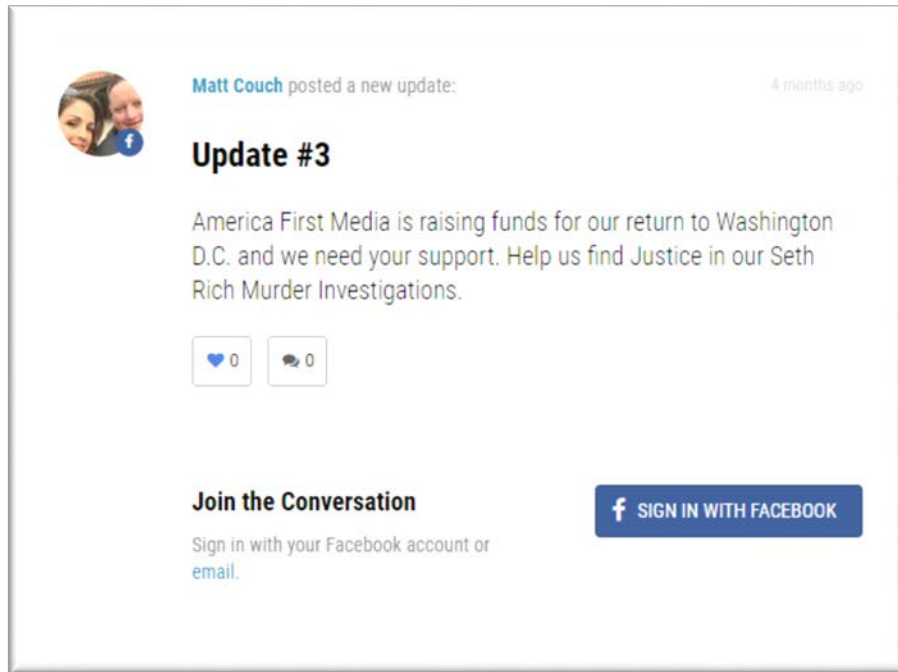 Matt Couch posted a new update:
4 months ago
Update #3
America First Media is raising funds for our return to Washington
D.C. and we need your support. Help us find Justice in our Seth
Rich Murder Investigations.
0
0
Join the Conversation
Sign in with your Facebook account or
email.
f SIGN IN WITH FACEBOOK